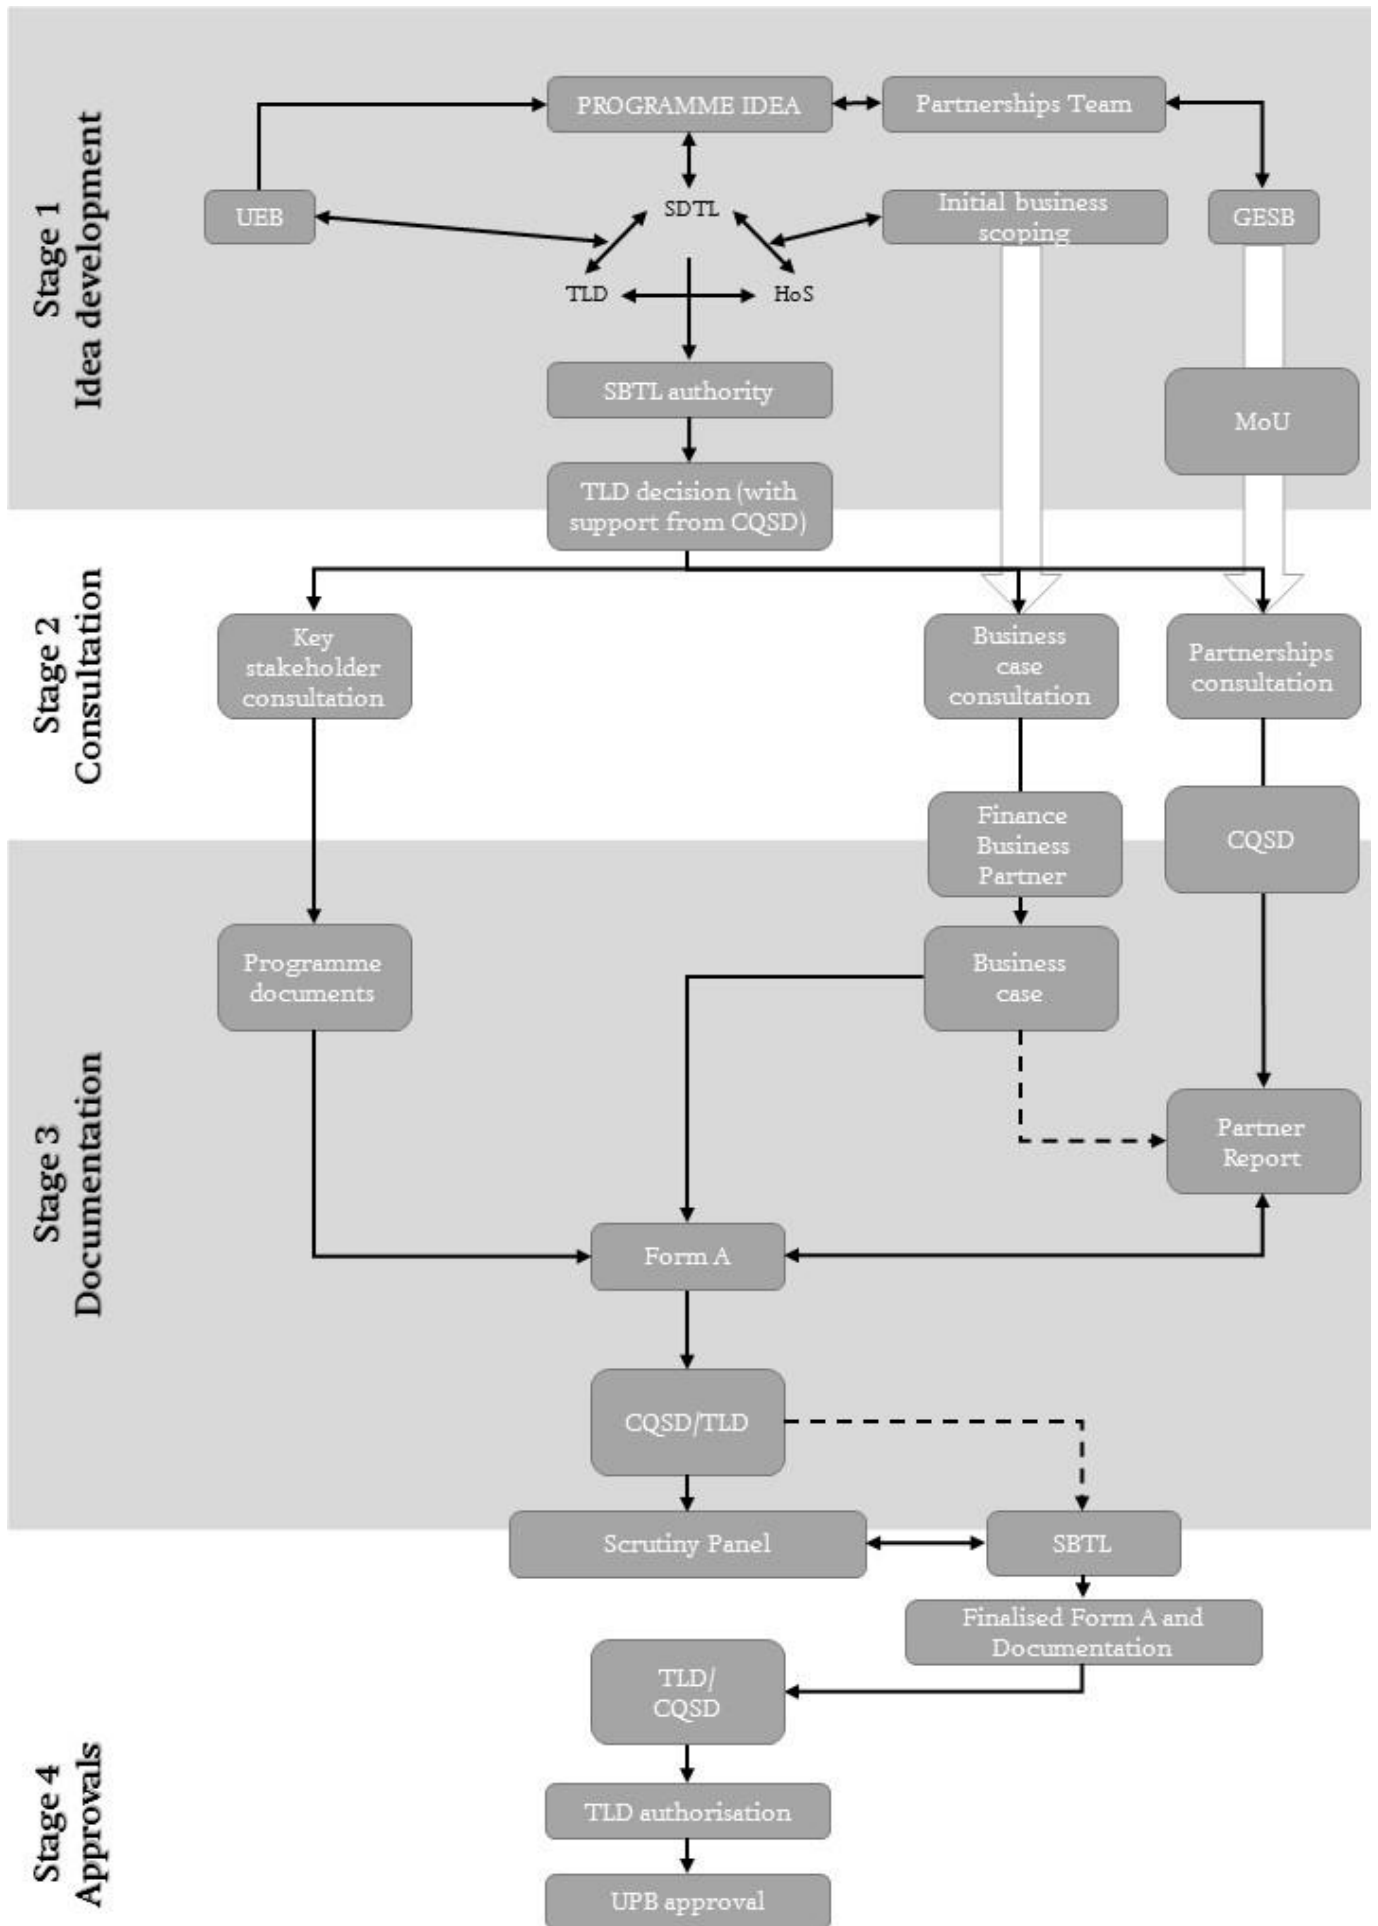 Stage 1
Idea development
PROGRAMME IDEA
Partnerships Team
UEB
SDTL
Initial business
scoping
GESB
TLD
HoS
SBTL authority
MoU
TLD decision (with
support from CQSD)
Stage 2
Consultation
Key
stakeholder
consultation
Business
case
consultation
Partnerships
consultation
Finance
Business
Partner
CQSD
Stage 3
Documentation
Programme
documents
Business
case
Partner
Report
Form A
CQSD/TLD
Scrutiny Panel
SBTL
Finalised Form A and
Documentation
Stage 4
Approvals
TLD/
CQSD
TLD authorisation
UPB approval